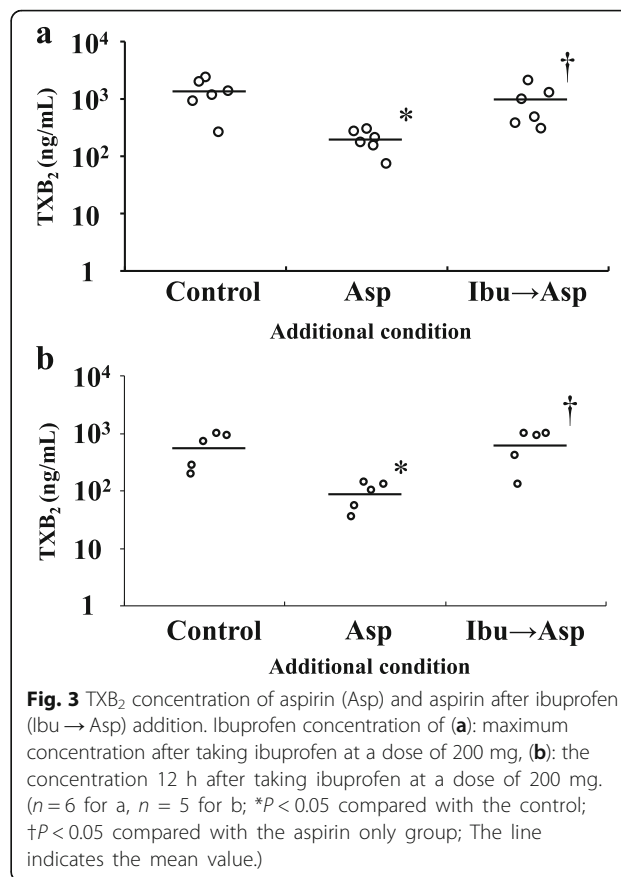 a
10⁴
10³
10²
10
1
TXB₂ (ng/mL)
*
†
Control Asp Ibu→Asp
Additional condition
b
10⁴
10³
10²
10
1
TXB₂ (ng/mL)
*
†
Control Asp Ibu→Asp
Additional condition
Fig. 3 TXB₂ concentration of aspirin (Asp) and aspirin after ibuprofen
(Ibu → Asp) addition. Ibuprofen concentration of (a): maximum
concentration after taking ibuprofen at a dose of 200 mg, (b): the
concentration 12 h after taking ibuprofen at a dose of 200 mg.
(n = 6 for a, n = 5 for b; *P < 0.05 compared with the control;
†P < 0.05 compared with the aspirin only group; The line
indicates the mean value.)